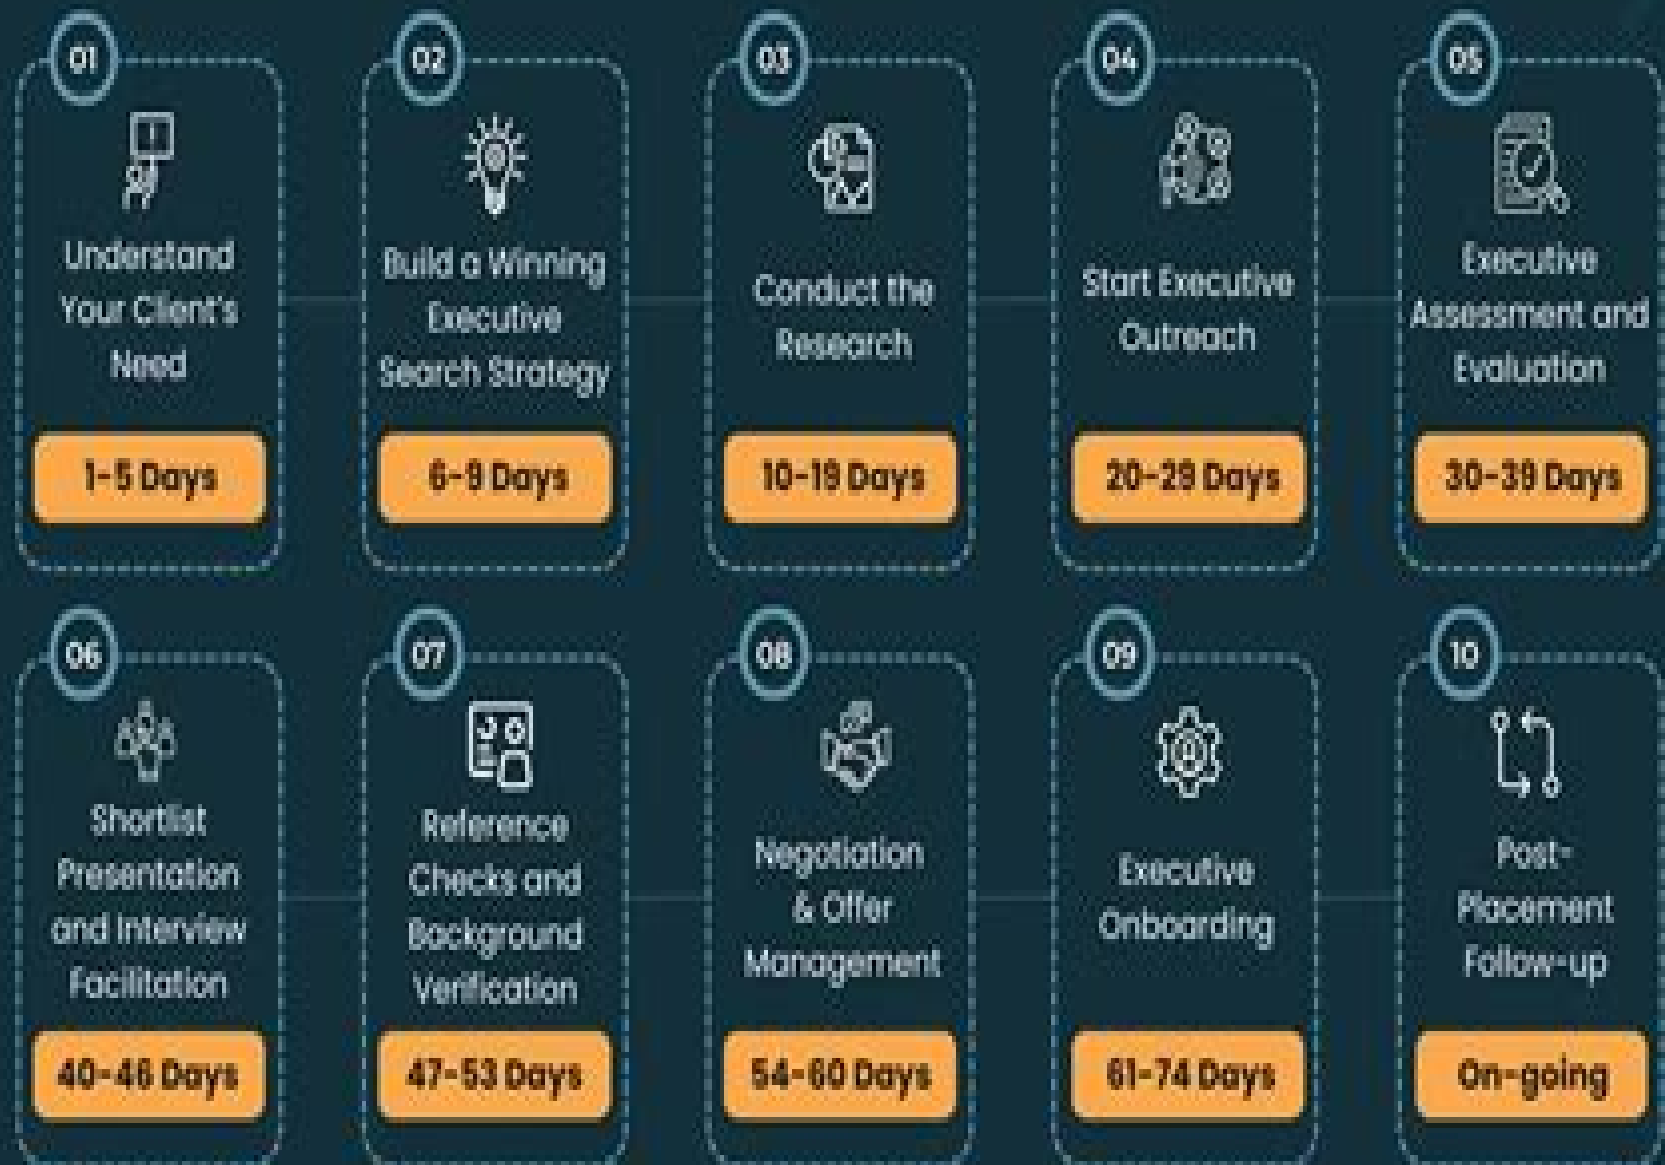 01
Understand
Your Client's
Need
1-5 Days
02
Build a Winning
Executive
Search Strategy
6-9 Days
03
Conduct the
Research
10-19 Days
04
Start Executive
Outreach
20-29 Days
05
Executive
Assessment and
Evaluation
30-39 Days
06
Shortlist
Presentation
and Interview
Facilitation
40-46 Days
07
Reference
Checks and
Background
Verification
47-53 Days
08
Negotiation
& Offer
Management
54-60 Days
09
Executive
Onboarding
61-74 Days
10
Post-
Placement
Follow-up
On-going